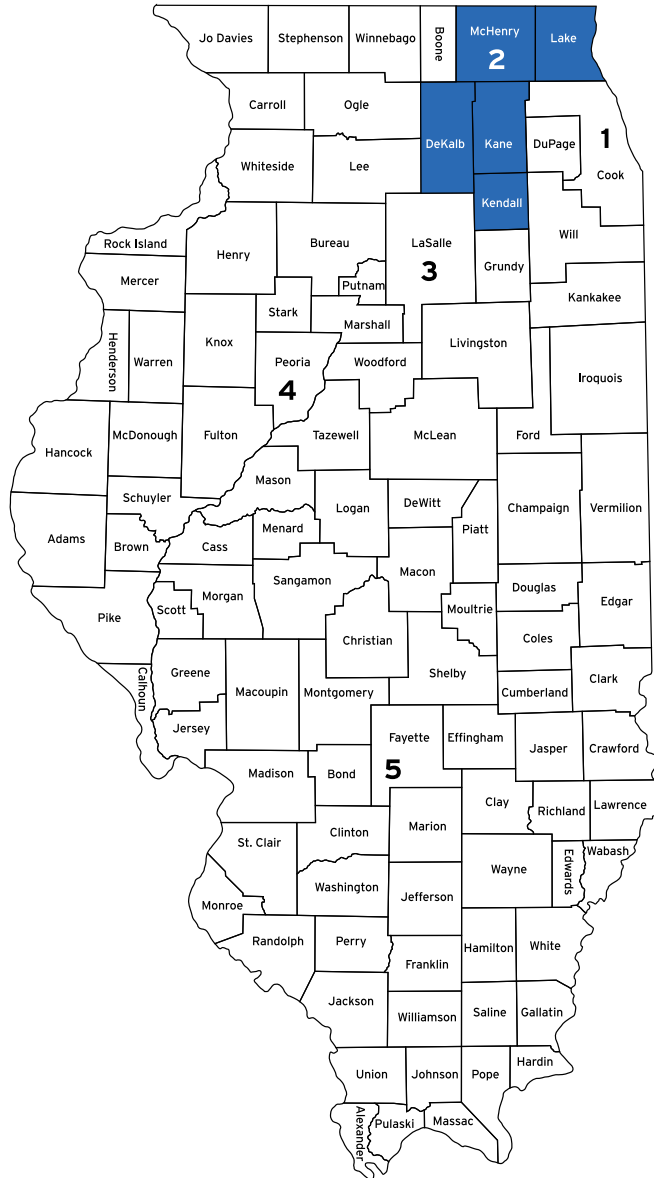 Jo Davies
Stephenson
Winnebago
Boone
McHenry
2
Lake
Carroll
Ogle
DeKalb
Kane
DuPage
1
Cook
Whiteside
Lee
Kendall
Rock Island
Henry
Bureau
LaSalle
3
Grundy
Will
Mercer
Putnam
Kankakee
Stark
Marshall
Henderson
Warren
Knox
Peoria
4
Woodford
Livingston
Iroquois
Hancock
McDonough
Fulton
Tazewell
McLean
Ford
Mason
Schuyler
Logan
DeWitt
Piatt
Champaign
Vermilion
Adams
Brown
Cass
Menard
Macon
Sangamon
Pike
Scott
Morgan
Christian
Moultrie
Douglas
Edgar
Coles
Calhoun
Greene
Macoupin
Montgomery
Shelby
Cumberland
Clark
Jersey
Fayette
5
Effingham
Jasper
Crawford
Madison
Bond
Clay
Richland
Lawrence
St. Clair
Clinton
Marion
Wayne
Edwards
Wabash
Monroe
Washington
Jefferson
Randolph
Perry
Franklin
Hamilton
White
Jackson
Williamson
Saline
Gallatin
Union
Johnson
Pope
Hardin
Alexander
Pulaski
Massac